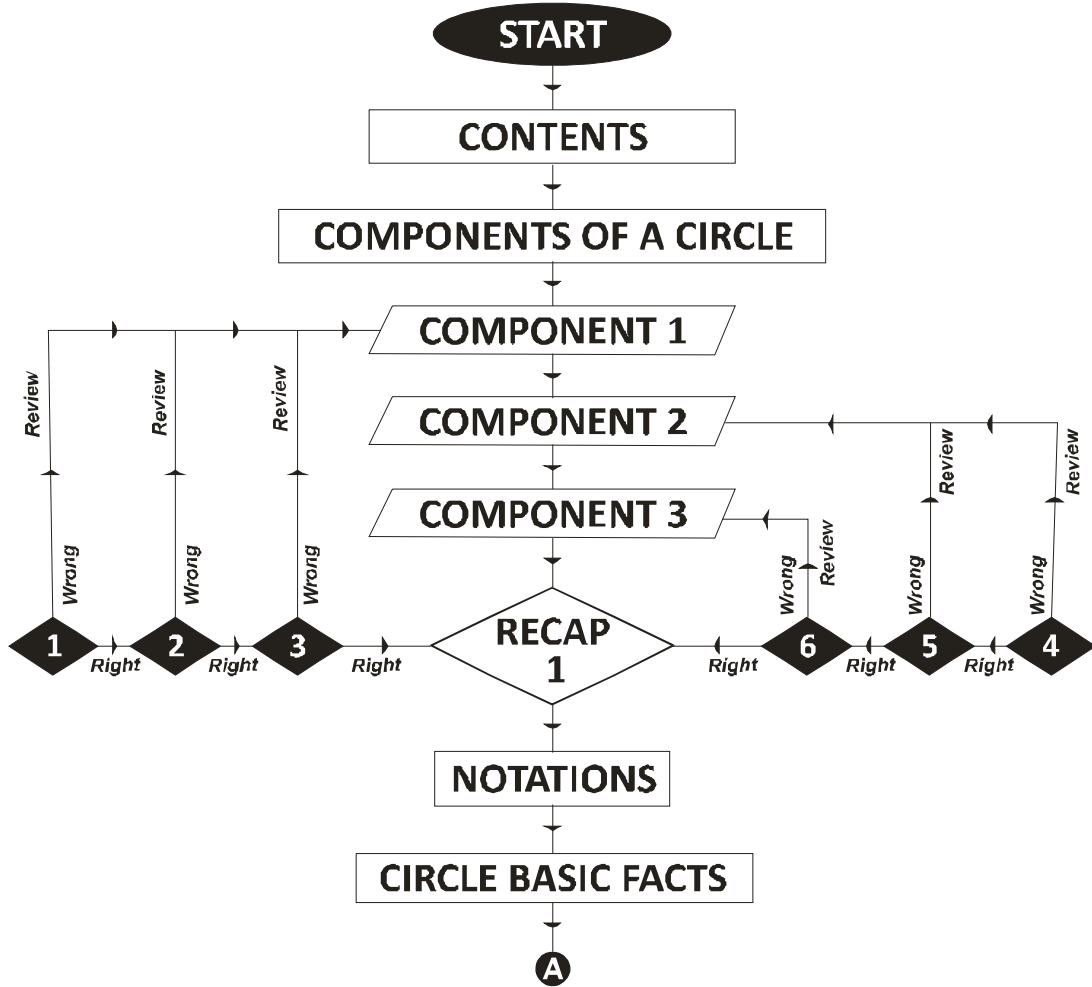 START
CONTENTS
COMPONENTS OF A CIRCLE
COMPONENT 1
COMPONENT 2
COMPONENT 3
Review
Review
Review
Review
Review
Review
Wrong
Wrong
Wrong
Wrong
Wrong
Wrong
1
Right
2
Right
3
Right
RECAP
1
Right
6
Right
5
Right
4
NOTATIONS
CIRCLE BASIC FACTS
A